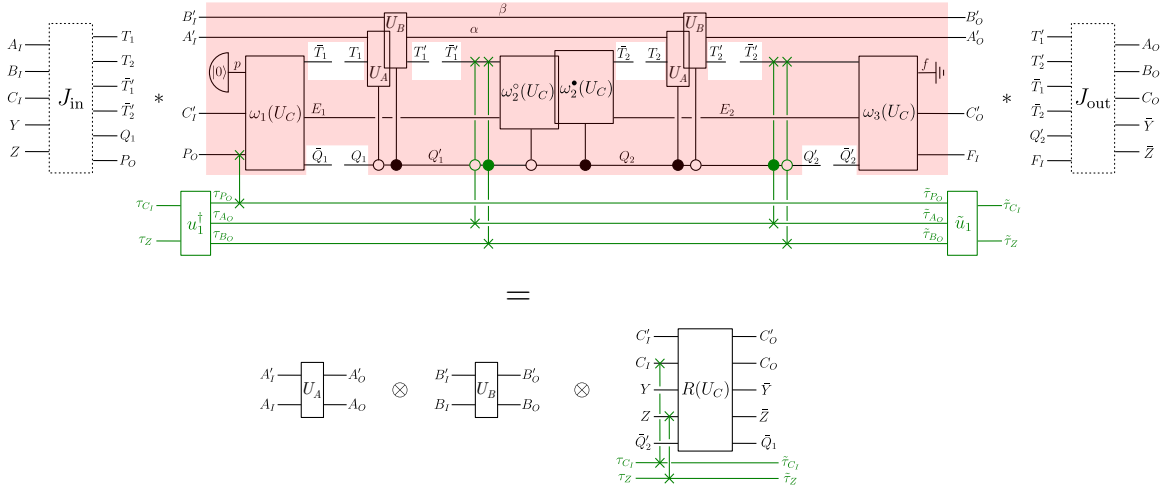 β
α
B′_I B′_O
A′_I A′_O
U_B U_B
U_A U_A
|0⟩ p T̄_1 T_1 T′_1 T̄′_1 T̄_2 T_2 T′_2 T̄′_2 f
J_in * * J_out
A_I T_1
B_I T_2
C_I T̄′_1
Y T̄′_2
Z Q_1
P_O
T′_1 A_O
T′_2 B_O
T̄_1 C_O
T̄_2 Ȳ
Q′_2 Z̄
F_I
C′_I ω_1(U_C) E_1 ω_2^∘(U_C) ω_2^•(U_C) E_2 ω_3(U_C) C′_O
P_O Q̄_1 Q_1 Q′_1 Q_2 Q′_2 Q̄′_2 F_I
τ_{C_I} u_1^† τ_{P_O} τ̃_{P_O} ũ_1 τ̃_{C_I}
τ_{A_O} τ̃_{A_O}
τ_Z τ_{B_O} τ̃_{B_O} τ̃_Z
=
C′_I C′_O
C_I C_O
A′_I A′_O B′_I B′_O
U_A ⊗ U_B ⊗ Y R(U_C) Ȳ
A_I A_O B_I B_O
Z Z̄
Q̄′_2 Q̄_1
τ_{C_I} τ̃_{C_I}
τ_Z τ̃_Z